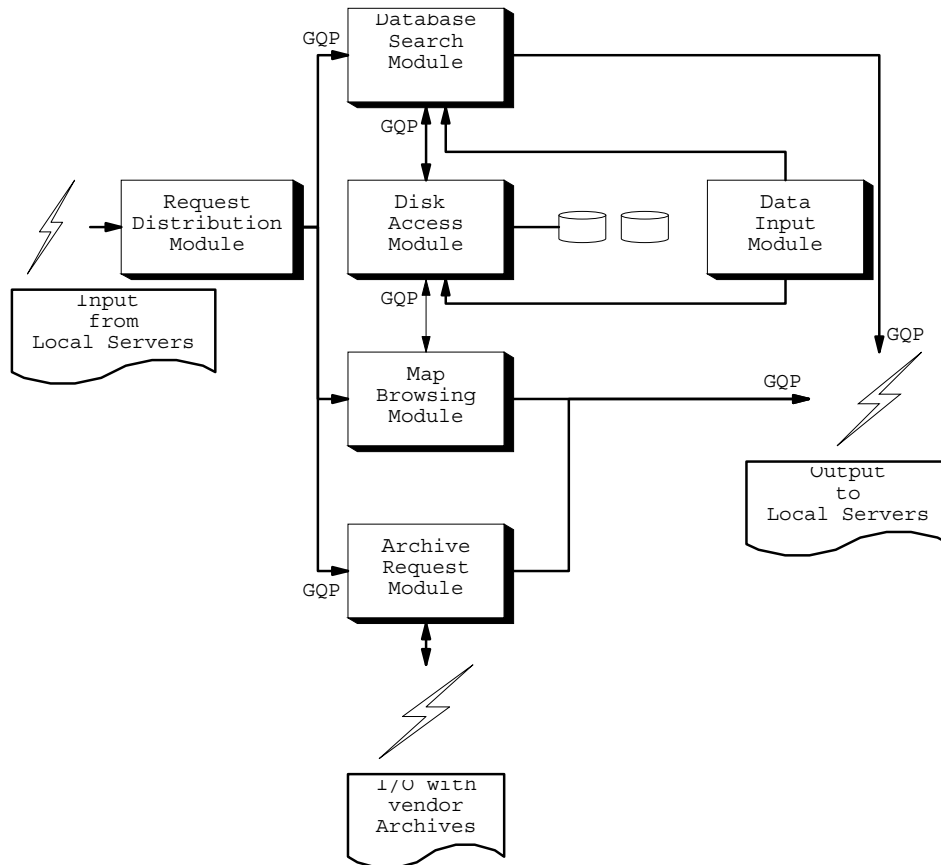 Database
Search
Module
GQP
GQP
Request
Distribution
Module
Disk
Access
Module
Data
Input
Module
GQP
Input
from
Local Servers
GQP
Map
Browsing
Module
GQP
Output
to
Local Servers
Archive
Request
Module
GQP
I/O with
vendor
Archives